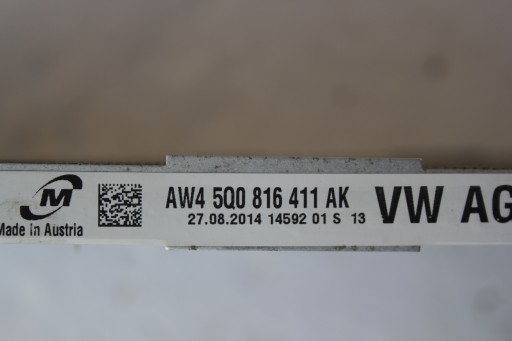 M
Made in Austria
AW4 5Q0 816 411 AK
27.08.2014 14592 01 S 13
VW AG